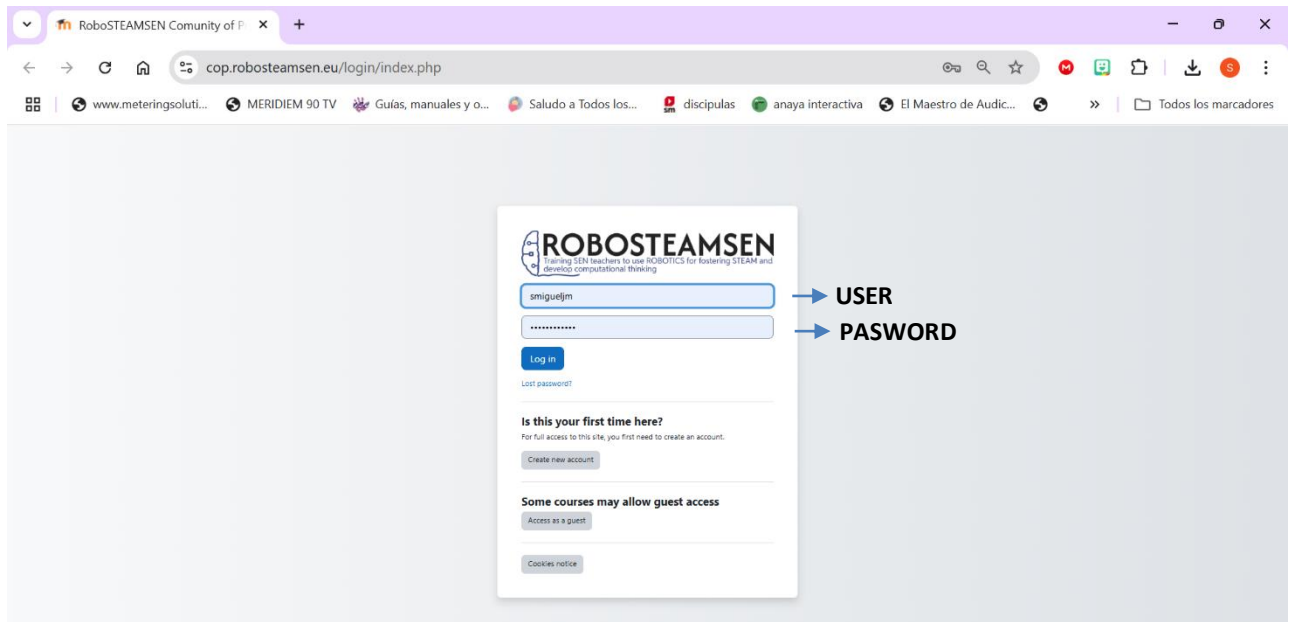 RoboSTEAMSEN Comunity of P
cop.robosteamsen.eu/login/index.php
www.meteringsoluti... MERIDIEM 90 TV Guías, manuales y o... Saludo a Todos los... discipulas anaya interactiva El Maestro de Audic... » Todos los marcadores
ROBOSTEAMSEN
Training SEN teachers to use ROBOTICS for fostering STEAM and
develop computational thinking
smigueljm
USER
••••••••••••
PASWORD
Log in
Lost password?
Is this your first time here?
For full access to this site, you first need to create an account.
Create new account
Some courses may allow guest access
Access as a guest
Cookies notice